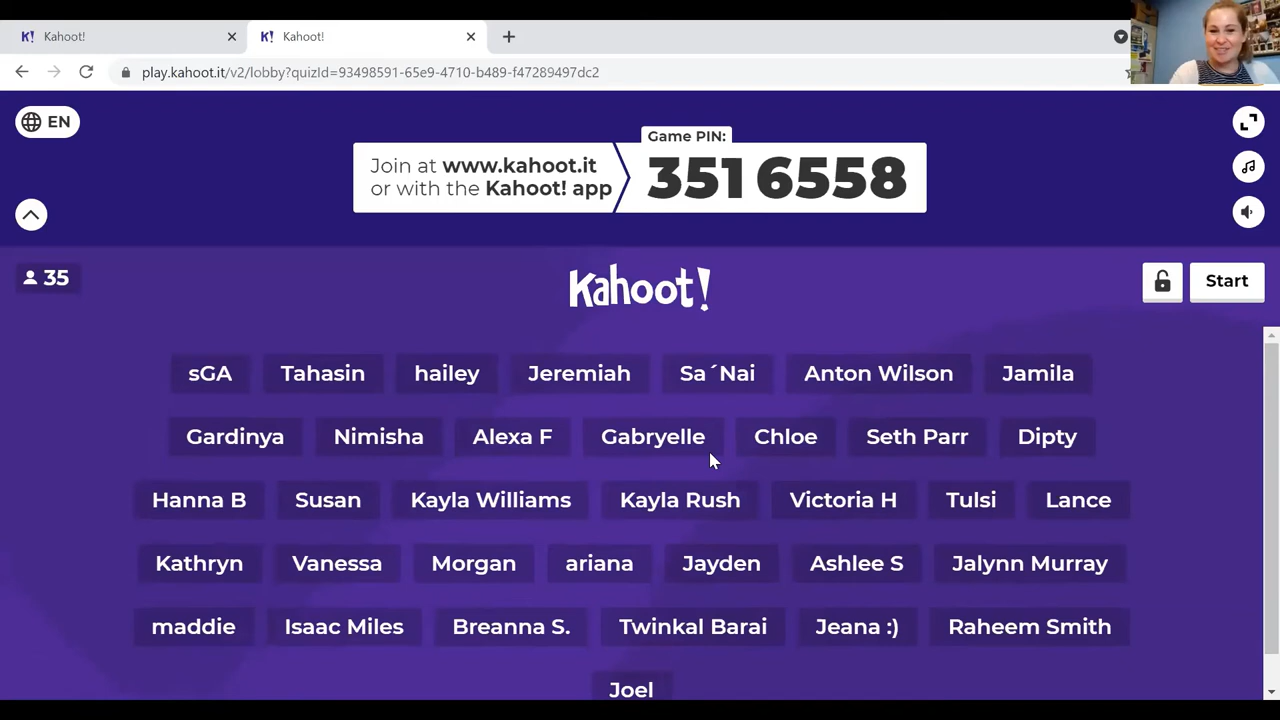 Kahoot!
Kahoot!
play.kahoot.it/v2/lobby?quizId=93498591-65e9-4710-b489-f47289497dc2
EN
Game PIN:
Join at www.kahoot.it
or with the Kahoot! app
351 6558
35
Kahoot!
Start
sGA Tahasin hailey Jeremiah Sa´Nai Anton Wilson Jamila
Gardinya Nimisha Alexa F Gabryelle Chloe Seth Parr Dipty
Hanna B Susan Kayla Williams Kayla Rush Victoria H Tulsi Lance
Kathryn Vanessa Morgan ariana Jayden Ashlee S Jalynn Murray
maddie Isaac Miles Breanna S. Twinkal Barai Jeana :) Raheem Smith
Joel